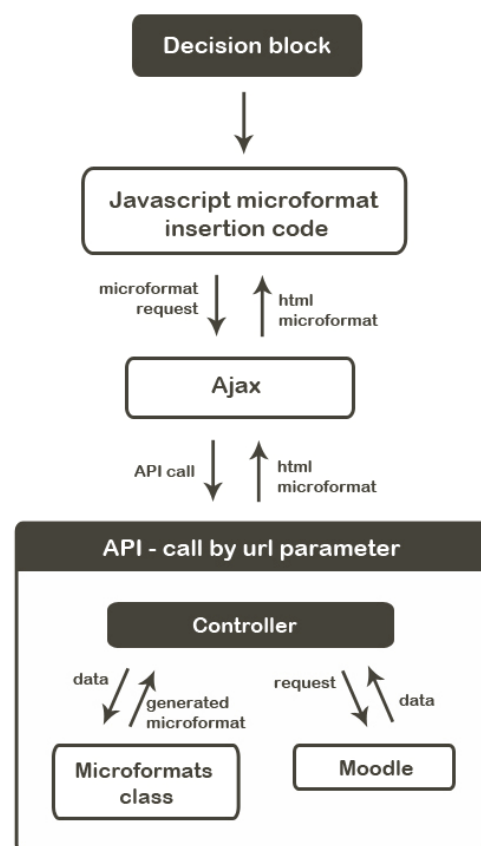 Decision block
Javascript microformat
insertion code
microformat
request
html
microformat
Ajax
API call
html
microformat
API - call by url parameter
Controller
data
generated
microformat
request
data
Microformats
class
Moodle